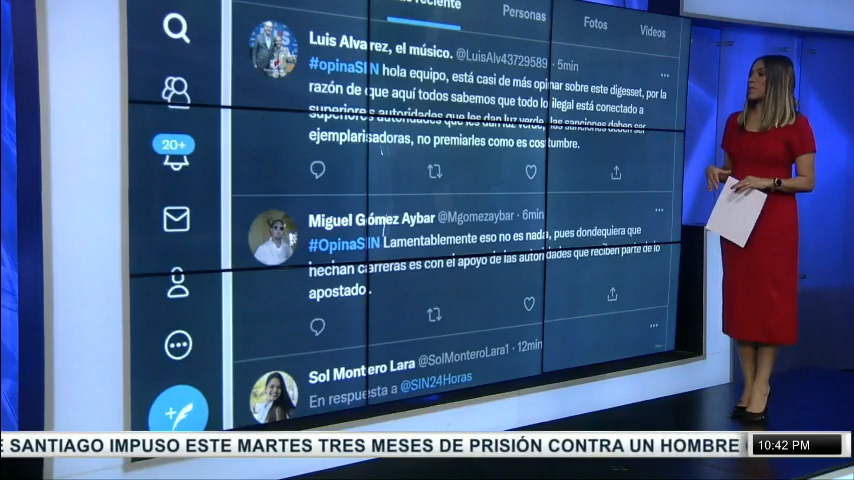 reciente
Personas
Fotos
Videos
Luis Alvarez, el músico. @LuisAlv43729589 · 5min
#opinaSIN hola equipo, está casi de más opinar sobre este digesset, por la
razón de que aquí todos sabemos que todo lo ilegal está conectado a
superiores autoridades que les dan luz verde, las sanciones deben ser
ejemplarisadoras, no premiarles como es costumbre.
20+
Miguel Gómez Aybar @Mgomezaybar · 6min
#OpinaSIN Lamentablemente eso no es nada, pues dondequiera que
hechan carreras es con el apoyo de las autoridades que reciben parte de lo
apostado .
Sol Montero Lara @SolMonteroLara1 · 12min
En respuesta a @SIN24Horas
E SANTIAGO IMPUSO ESTE MARTES TRES MESES DE PRISIÓN CONTRA UN HOMBRE
10:42 PM